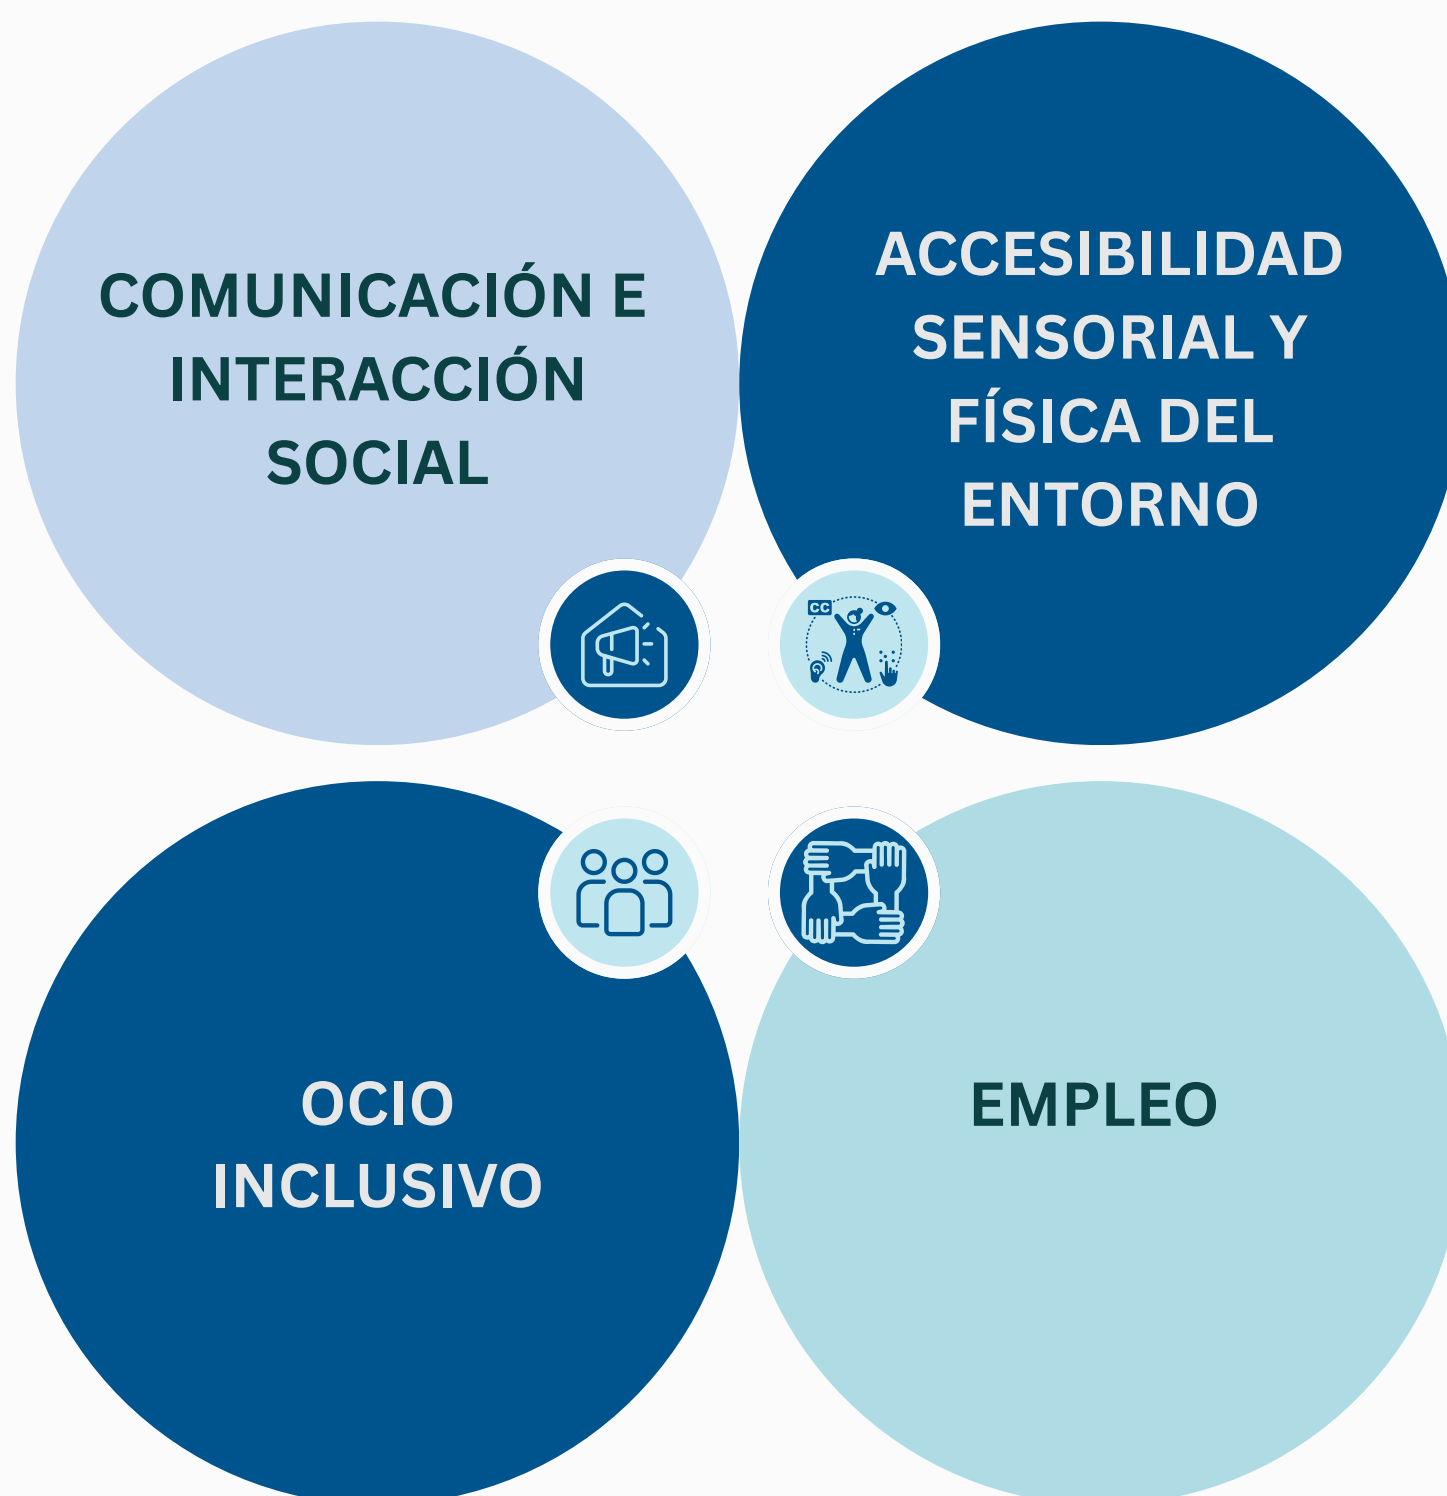 COMUNICACIÓN E
INTERACCIÓN
SOCIAL
ACCESIBILIDAD
SENSORIAL Y
FÍSICA DEL
ENTORNO
CC
OCIO
INCLUSIVO
EMPLEO